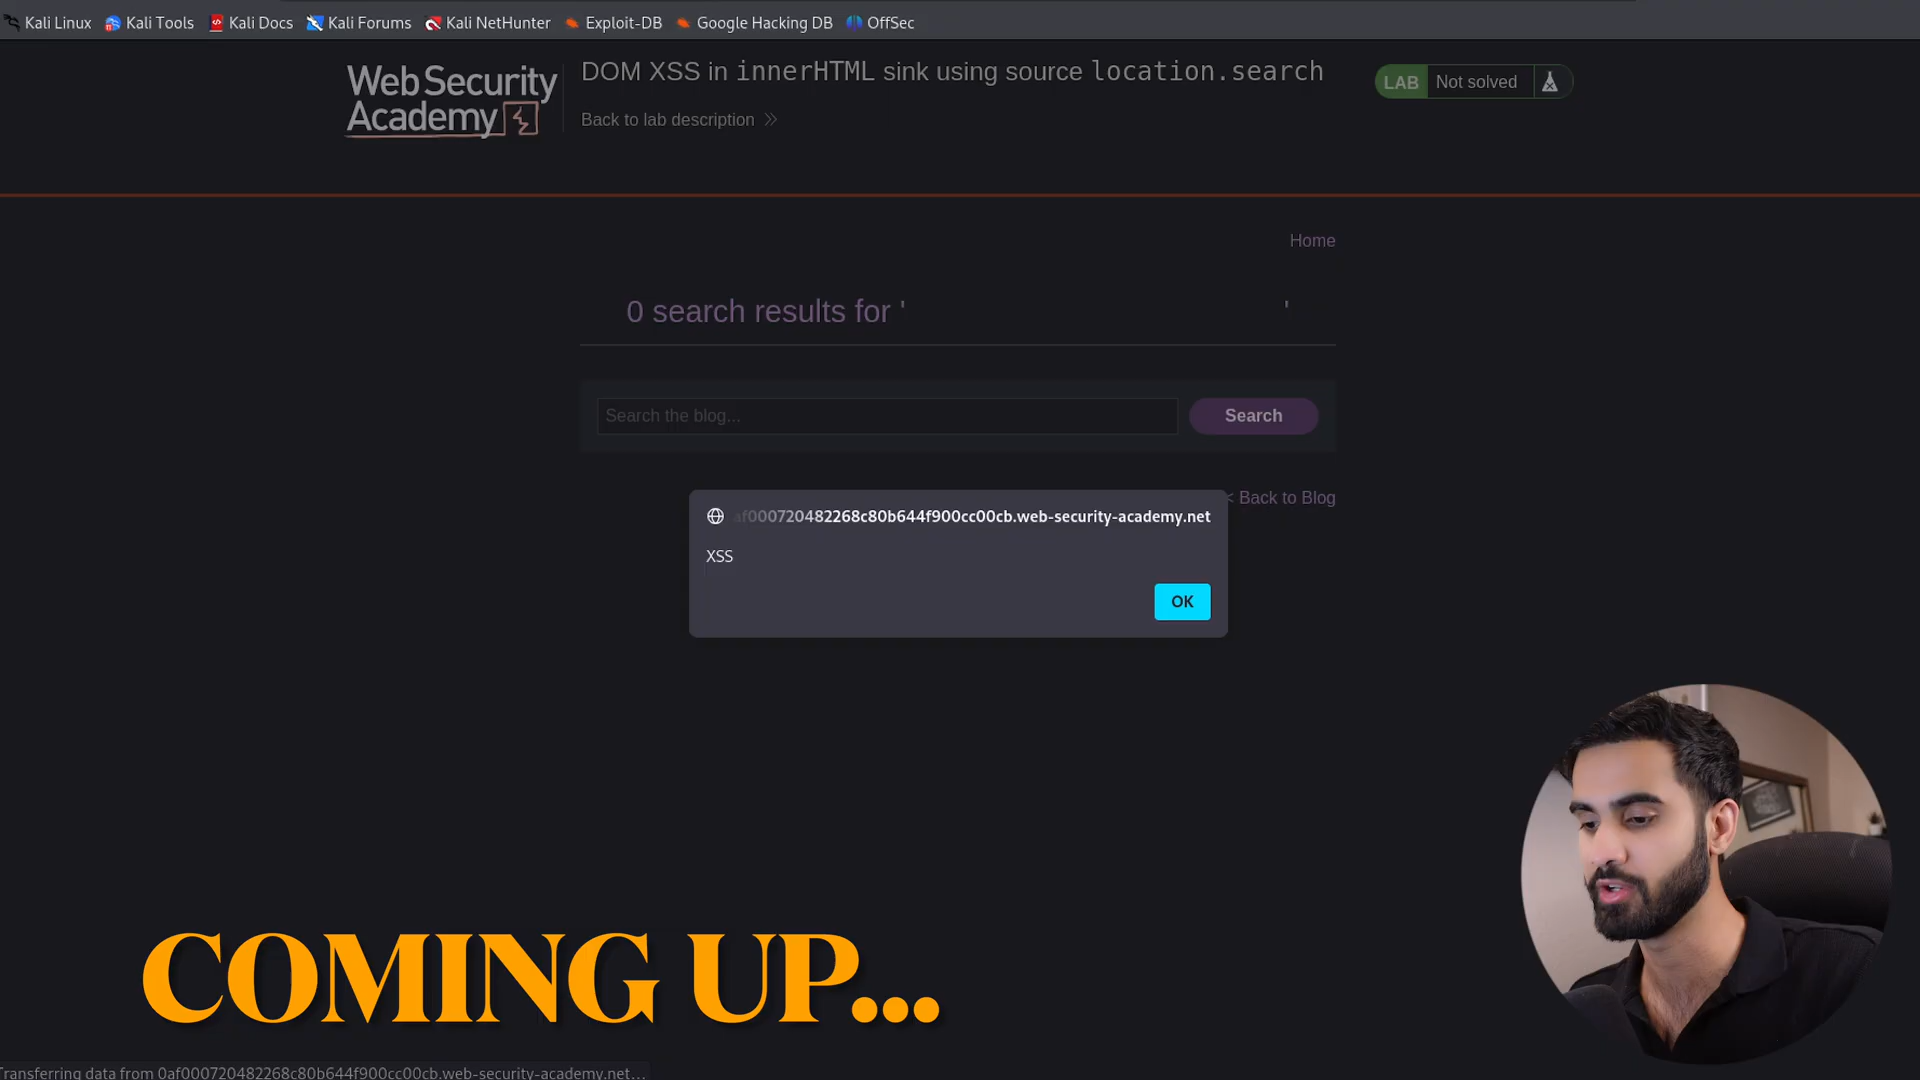 Kali Linux Kali Tools Kali Docs Kali Forums Kali NetHunter Exploit-DB Google Hacking DB OffSec
WebSecurity
Academy
DOM XSS in innerHTML sink using source location.search
Back to lab description
LAB Not solved
Home
0 search results for ' '
Search the blog... Search
< Back to Blog
af000720482268c80b644f900cc00cb.web-security-academy.net
XSS
OK
COMING UP...
Transferring data from 0af000720482268c80b644f900cc00cb.web-security-academy.net...